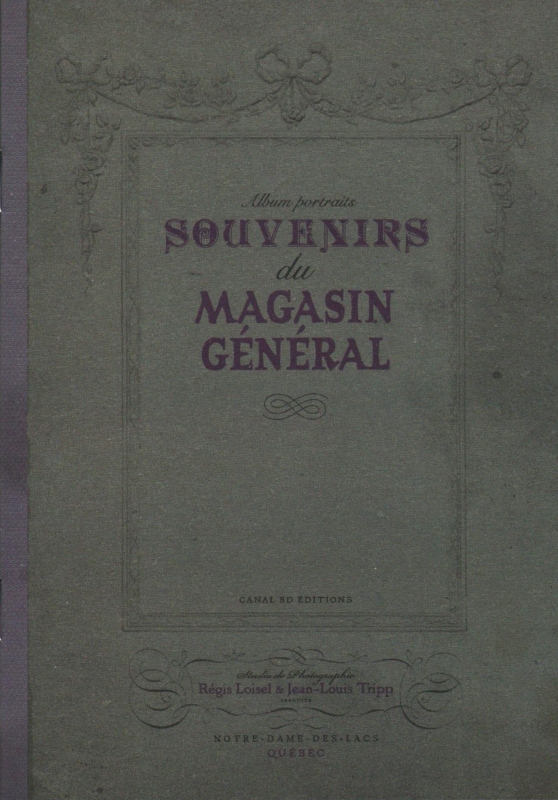 Album portraits
SOUVENIRS
du
MAGASIN
GÉNÉRAL
CANAL BD EDITIONS
Studio de Photographie
Régis Loisel & Jean-Louis Tripp
NOTRE-DAME-DES-LACS
QUÉBEC